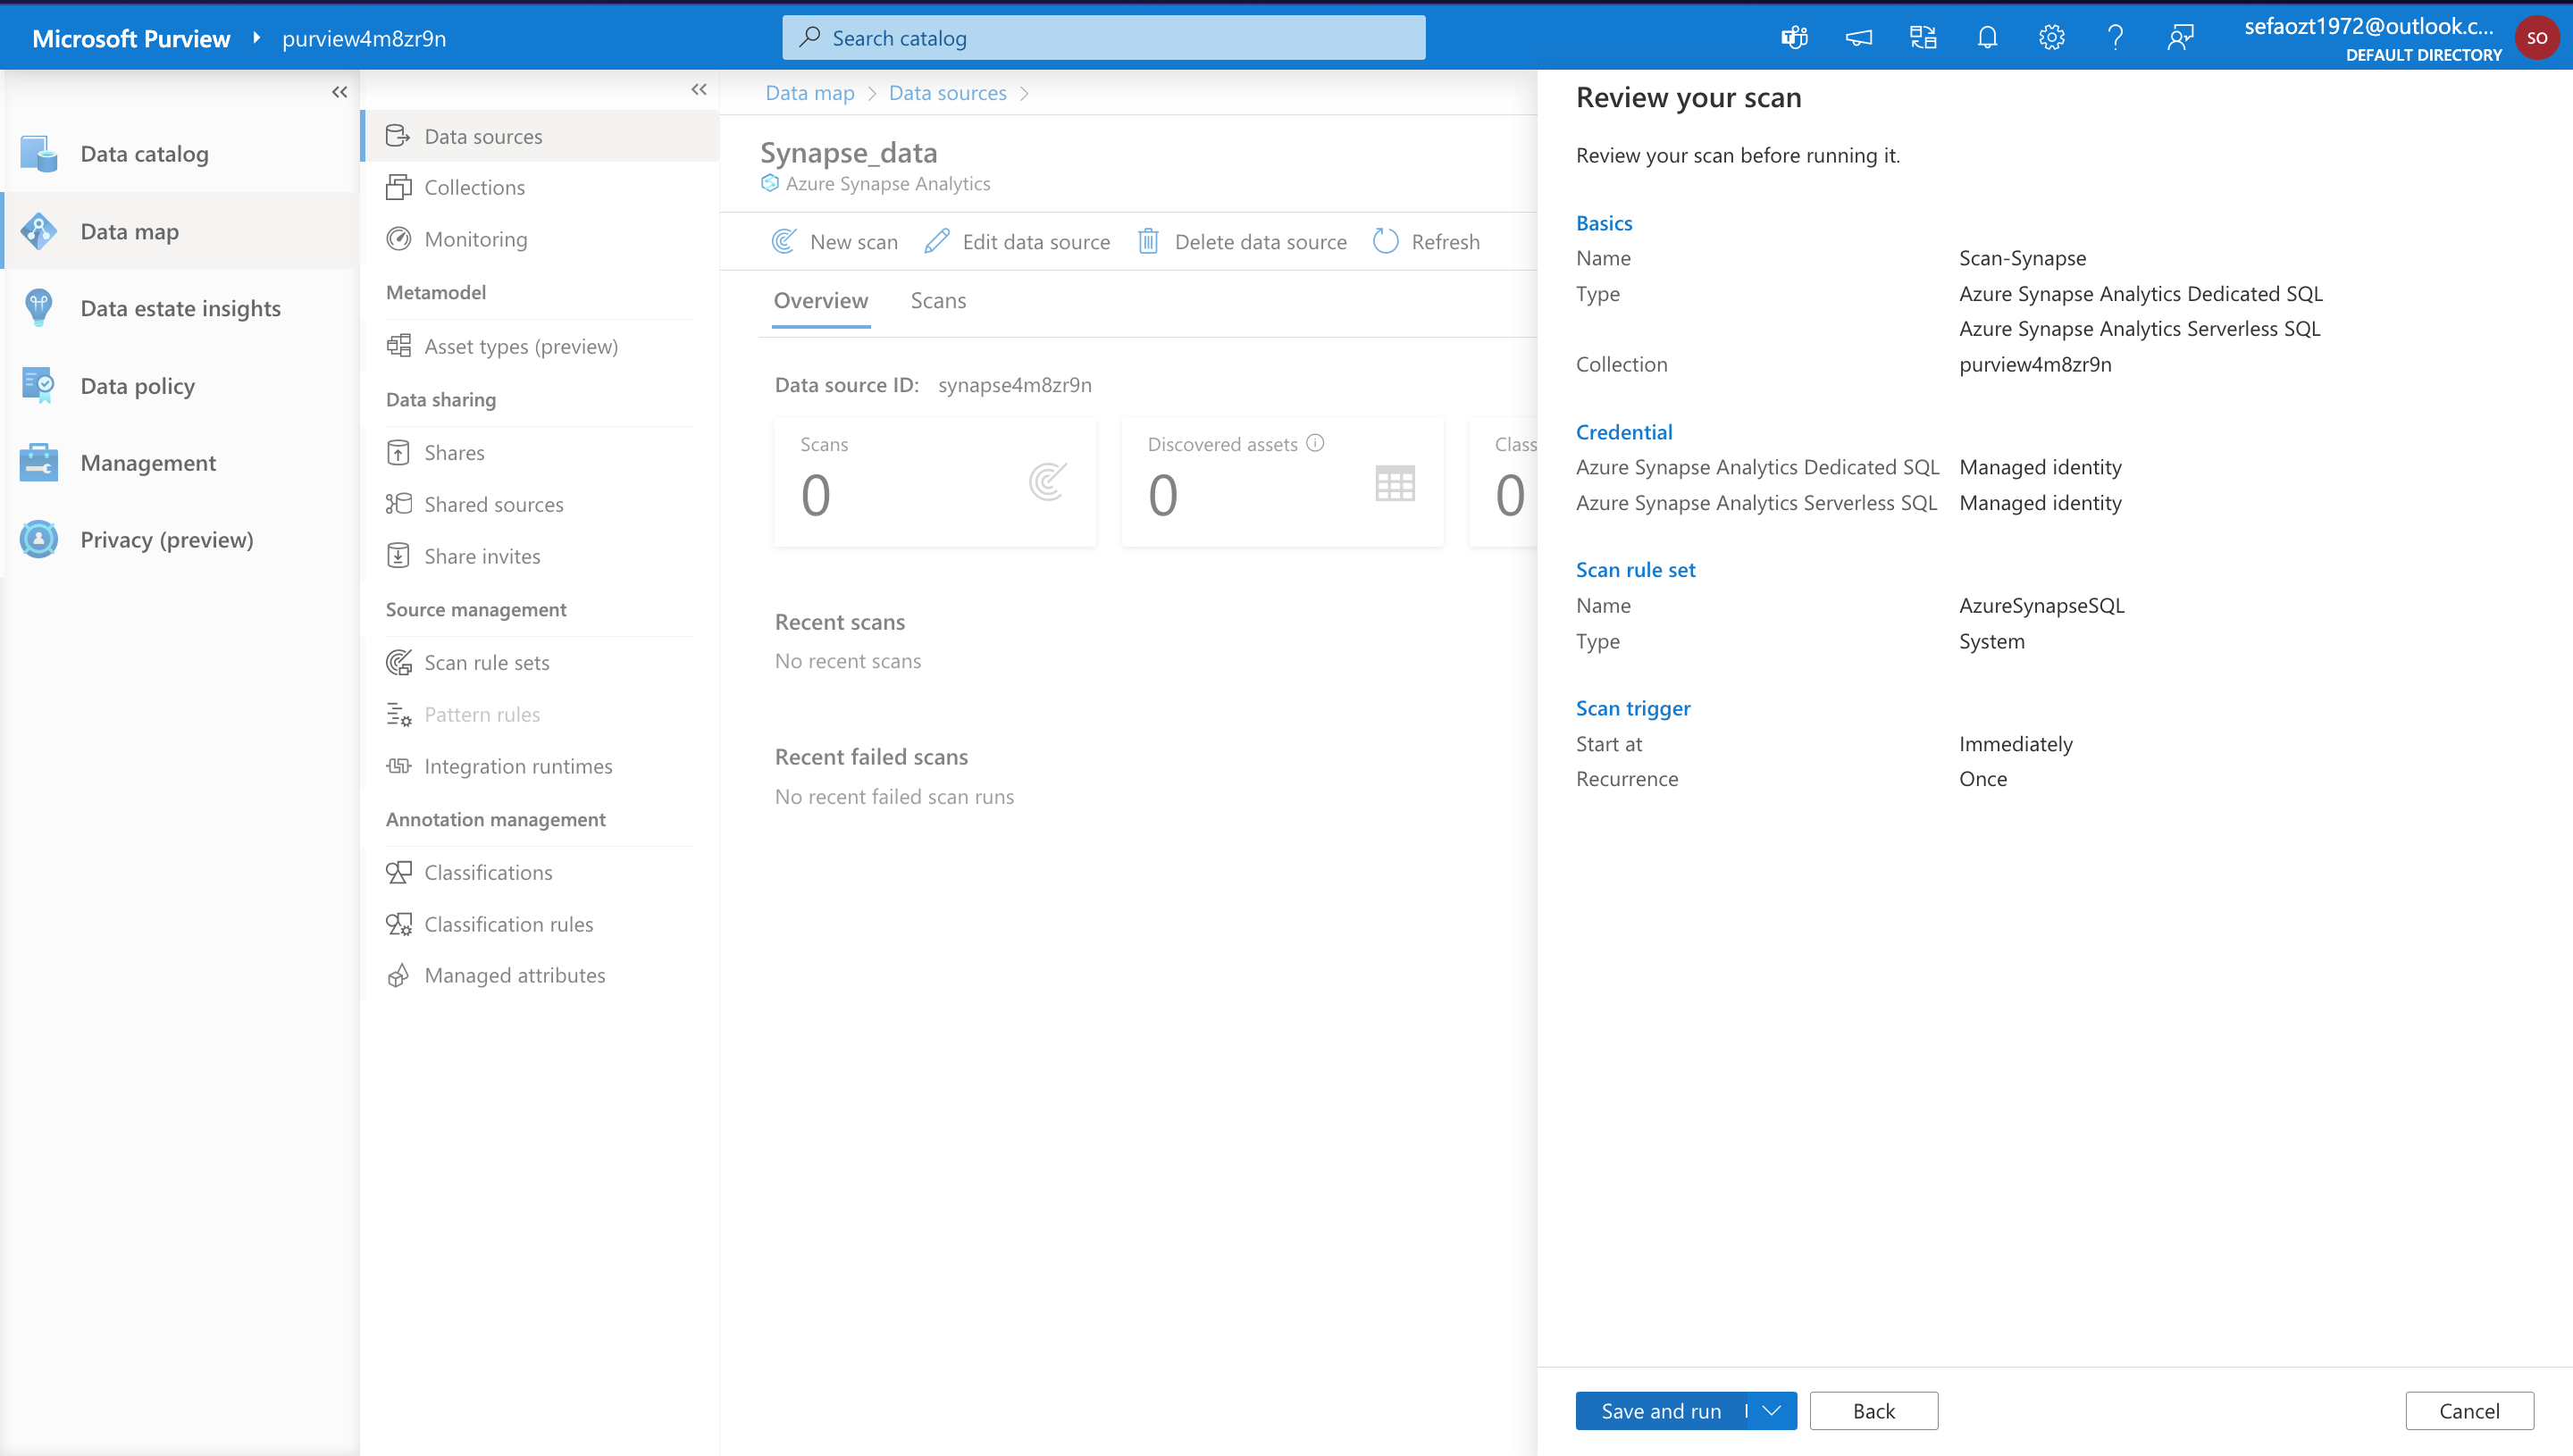 Microsoft Purview
purview4m8zr9n
Search catalog
sefaozt1972@outlook.c...
DEFAULT DIRECTORY
SO
Data catalog
Data map
Data estate insights
Data policy
Management
Privacy (preview)
Data sources
Collections
Monitoring
Metamodel
Asset types (preview)
Data sharing
Shares
Shared sources
Share invites
Source management
Scan rule sets
Pattern rules
Integration runtimes
Annotation management
Classifications
Classification rules
Managed attributes
Data map > Data sources >
Synapse_data
Azure Synapse Analytics
New scan Edit data source Delete data source Refresh
Overview Scans
Data source ID: synapse4m8zr9n
Scans Discovered assets Class
0 0 0
Recent scans
No recent scans
Recent failed scans
No recent failed scan runs
Review your scan
Review your scan before running it.
Basics
Name Scan-Synapse
Type Azure Synapse Analytics Dedicated SQL
Azure Synapse Analytics Serverless SQL
Collection purview4m8zr9n
Credential
Azure Synapse Analytics Dedicated SQL Managed identity
Azure Synapse Analytics Serverless SQL Managed identity
Scan rule set
Name AzureSynapseSQL
Type System
Scan trigger
Start at Immediately
Recurrence Once
Save and run Back Cancel